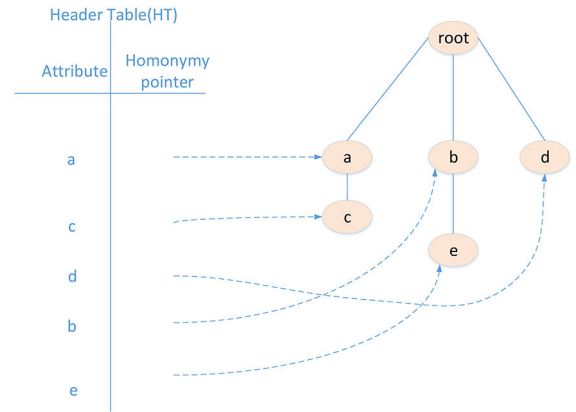 Header Table(HT)
Attribute
Homonymy
pointer
a
c
d
b
e
root
a
b
d
c
e